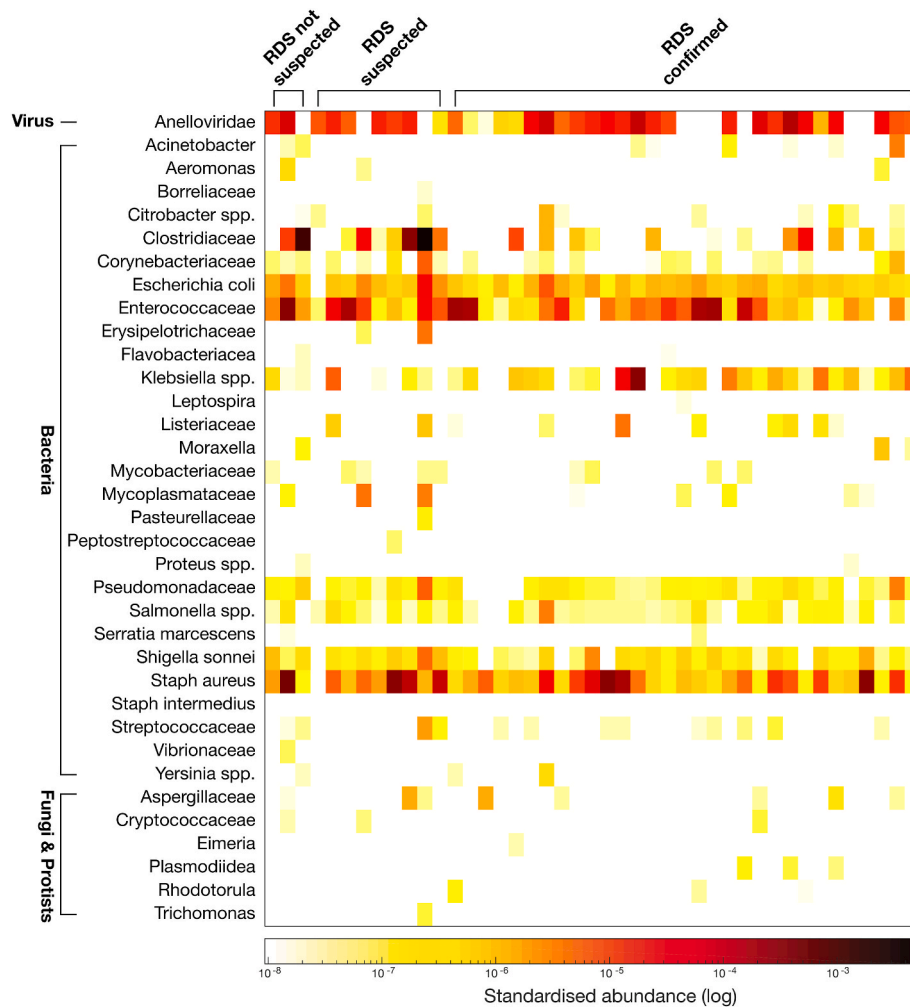 RDS not
suspected
RDS
suspected
RDS
confirmed
Virus
Anelloviridae
Bacteria
Acinetobacter
Aeromonas
Borreliaceae
Citrobacter spp.
Clostridiaceae
Corynebacteriaceae
Escherichia coli
Enterococcaceae
Erysipelotrichaceae
Flavobacteriacea
Klebsiella spp.
Leptospira
Listeriaceae
Moraxella
Mycobacteriaceae
Mycoplasmataceae
Pasteurellaceae
Peptostreptococcaceae
Proteus spp.
Pseudomonadaceae
Salmonella spp.
Serratia marcescens
Shigella sonnei
Staph aureus
Staph intermedius
Streptococcaceae
Vibrionaceae
Yersinia spp.
Fungi & Protists
Aspergillaceae
Cryptococcaceae
Eimeria
Plasmodiidea
Rhodotorula
Trichomonas
10⁻⁸ 10⁻⁷ 10⁻⁶ 10⁻⁵ 10⁻⁴ 10⁻³
Standardised abundance (log)